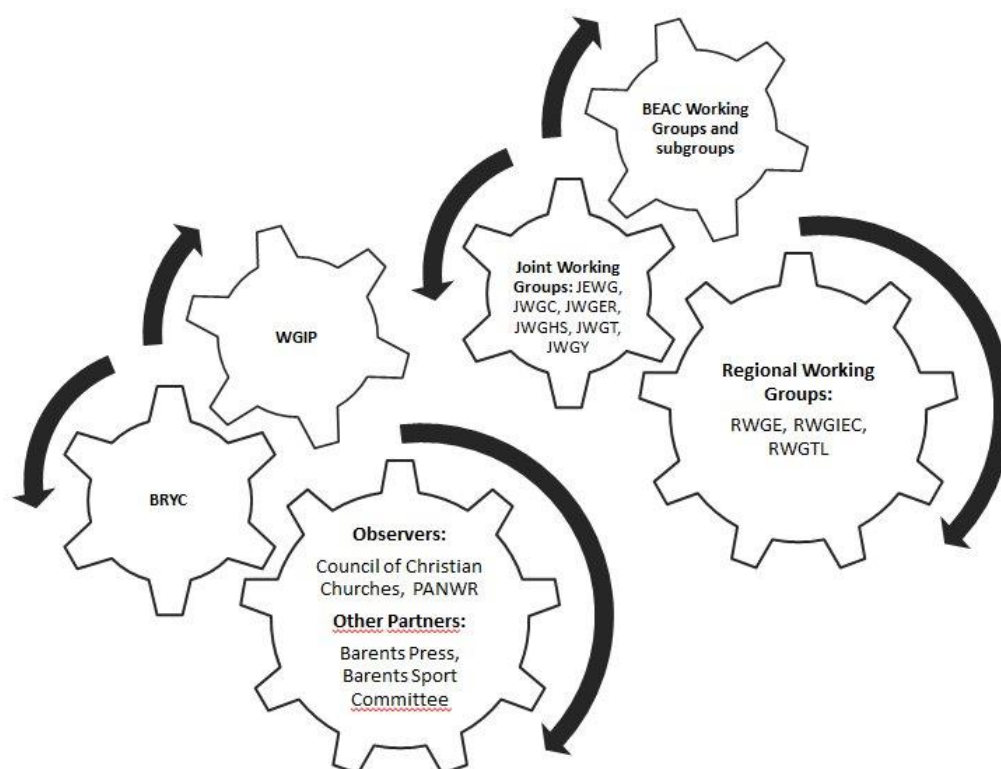 BEAC Working
Groups and
subgroups
Joint Working
Groups: JEWG,
JWGC, JWGER,
JWGHS, JWGT,
JWGY
Regional Working
Groups:
RWGE, RWGIEC,
RWGTL
WGIP
BRYC
Observers:
Council of Christian
Churches, PANWR
Other Partners:
Barents Press,
Barents Sport
Committee